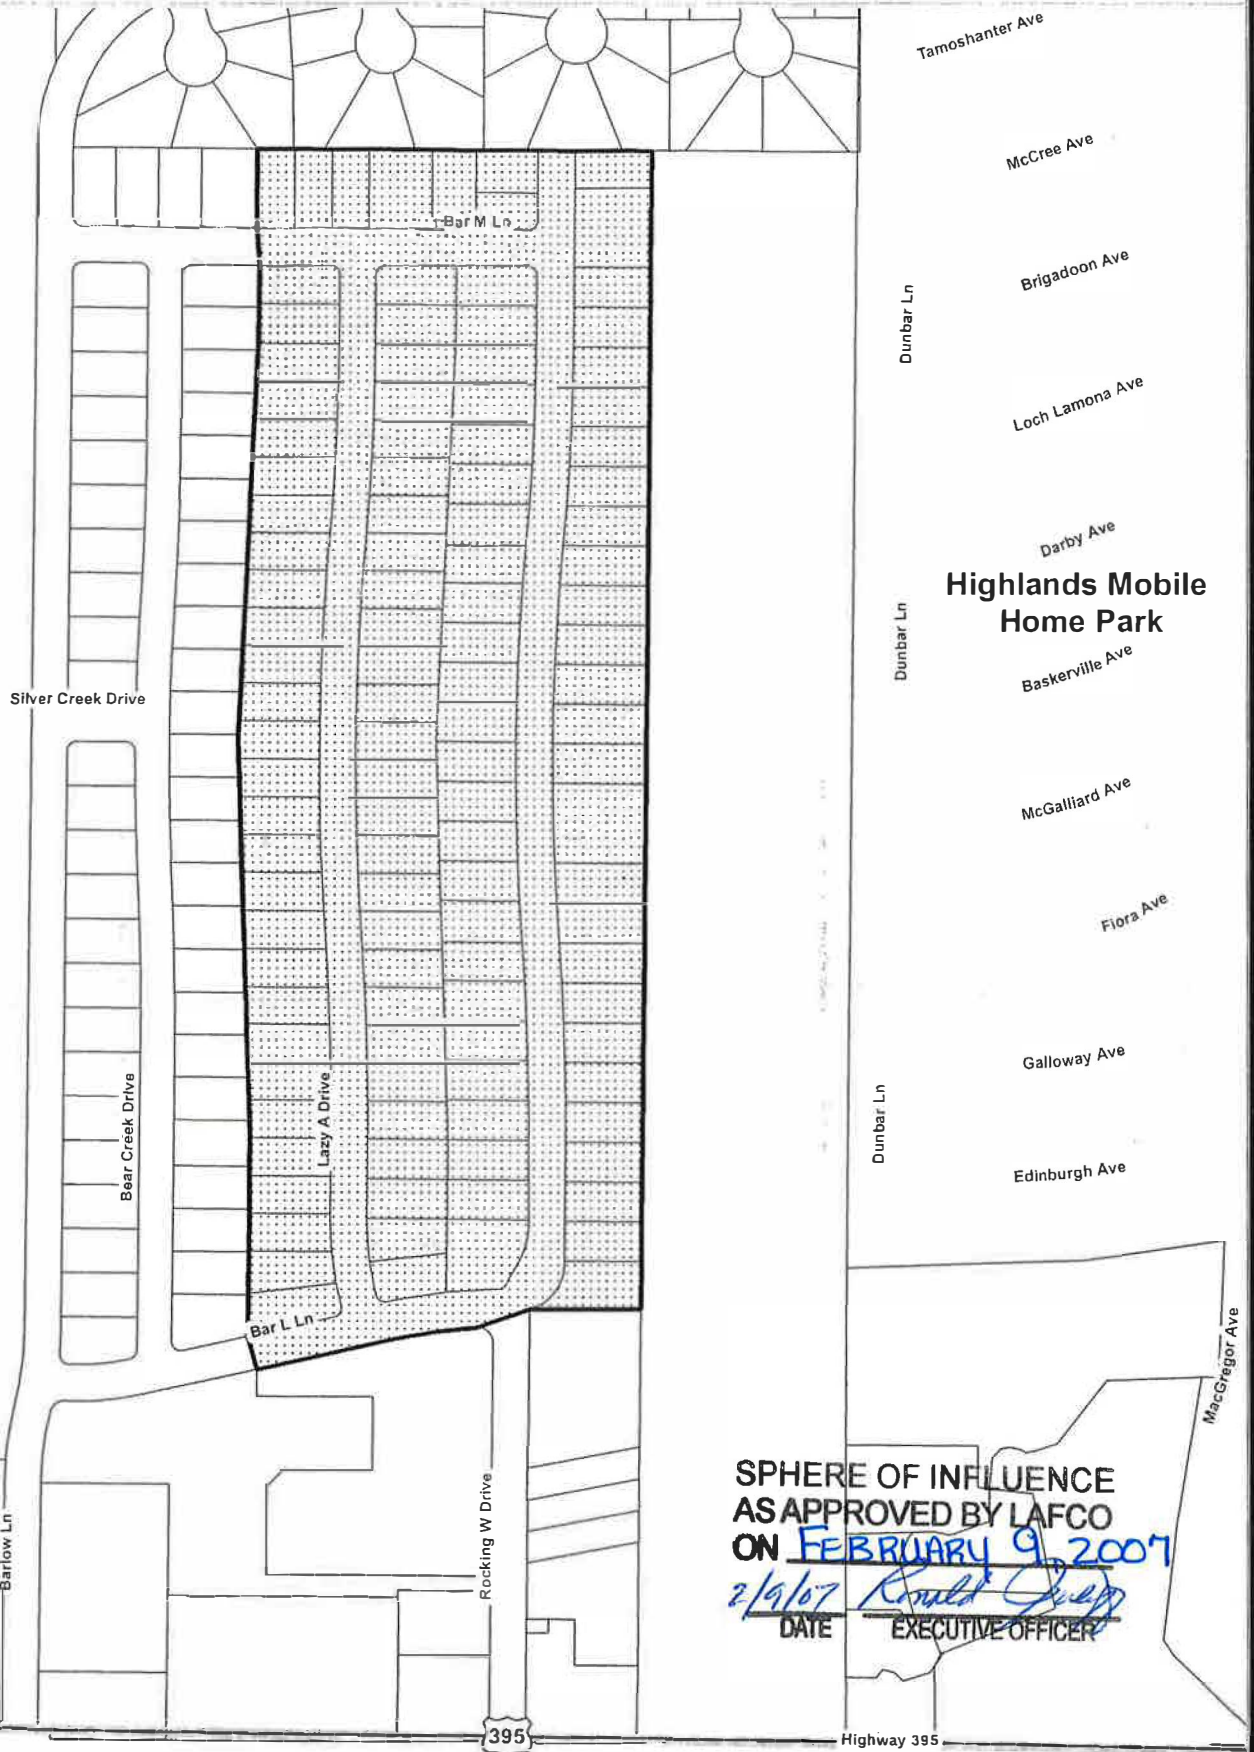 Tamoshanter Ave
McCree Ave
Bar M Ln
Brigadoon Ave
Dunbar Ln
Loch Lamona Ave
Darby Ave
Highlands Mobile
Home Park
Dunbar Ln
Baskerville Ave
Silver Creek Drive
McGalliard Ave
Fiora Ave
Galloway Ave
Bear Creek Drive
Lazy A Drive
Dunbar Ln
Edinburgh Ave
Bar L Ln
MacGregor Ave
SPHERE OF INFLUENCE
AS APPROVED BY LAFCO
ON FEBRUARY 9, 2007
2/9/07 Ronald
DATE EXECUTIVE OFFICER
Rocking W Drive
Barlow Ln
395
Highway 395